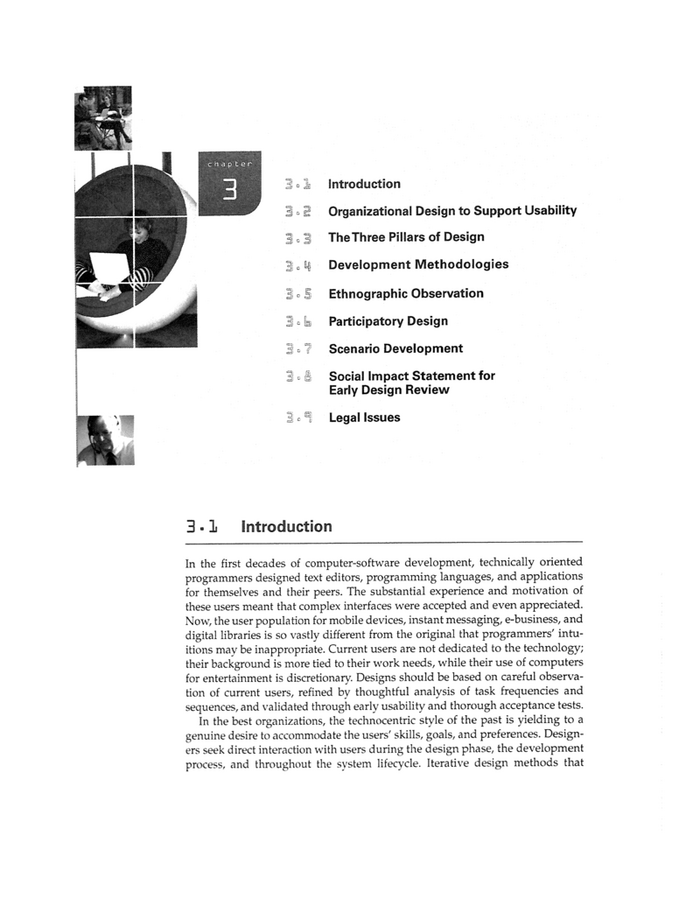 chapter
3
3.1 Introduction
3.2 Organizational Design to Support Usability
3.3 The Three Pillars of Design
3.4 Development Methodologies
3.5 Ethnographic Observation
3.6 Participatory Design
3.7 Scenario Development
3.8 Social Impact Statement for
Early Design Review
3.9 Legal Issues
3.1 Introduction
In the first decades of computer-software development, technically oriented
programmers designed text editors, programming languages, and applications
for themselves and their peers. The substantial experience and motivation of
these users meant that complex interfaces were accepted and even appreciated.
Now, the user population for mobile devices, instant messaging, e-business, and
digital libraries is so vastly different from the original that programmers' intu-
itions may be inappropriate. Current users are not dedicated to the technology;
their background is more tied to their work needs, while their use of computers
for entertainment is discretionary. Designs should be based on careful observa-
tion of current users, refined by thoughtful analysis of task frequencies and
sequences, and validated through early usability and thorough acceptance tests.
In the best organizations, the technocentric style of the past is yielding to a
genuine desire to accommodate the users' skills, goals, and preferences. Design-
ers seek direct interaction with users during the design phase, the development
process, and throughout the system lifecycle. Iterative design methods that